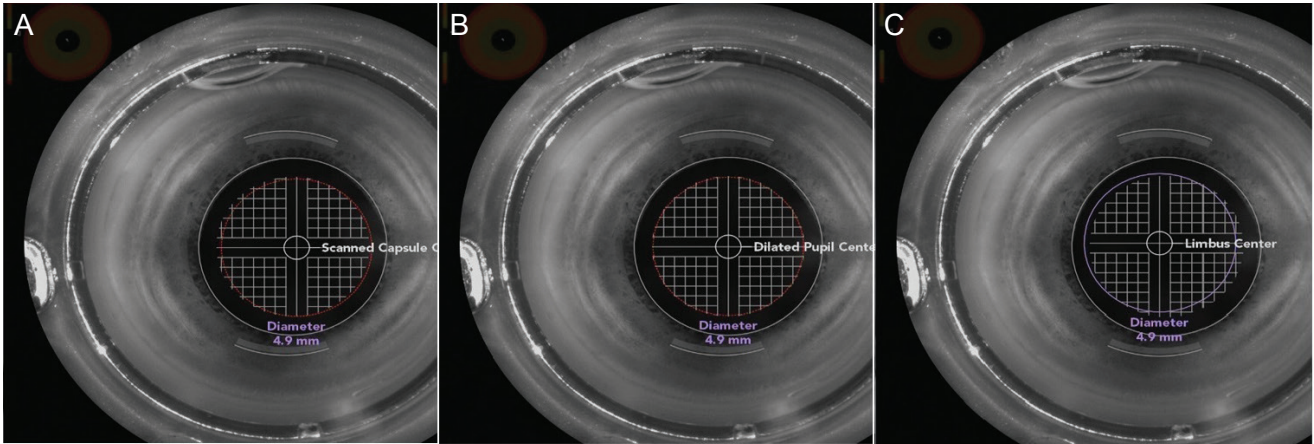 A
B
C
Scanned Capsule C
Dilated Pupil Cente
Limbus Center
Diameter
4.9 mm
Diameter
4.9 mm
Diameter
4.9 mm